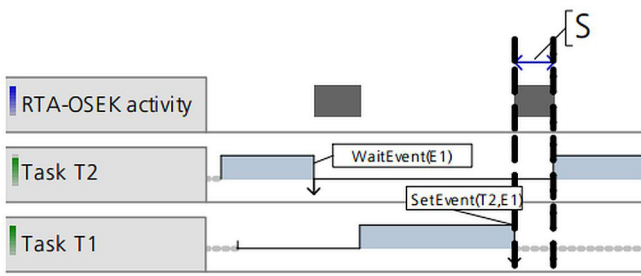 S
RTA-OSEK activity
WaitEvent(E1)
Task T2
SetEvent(T2,E1)
Task T1